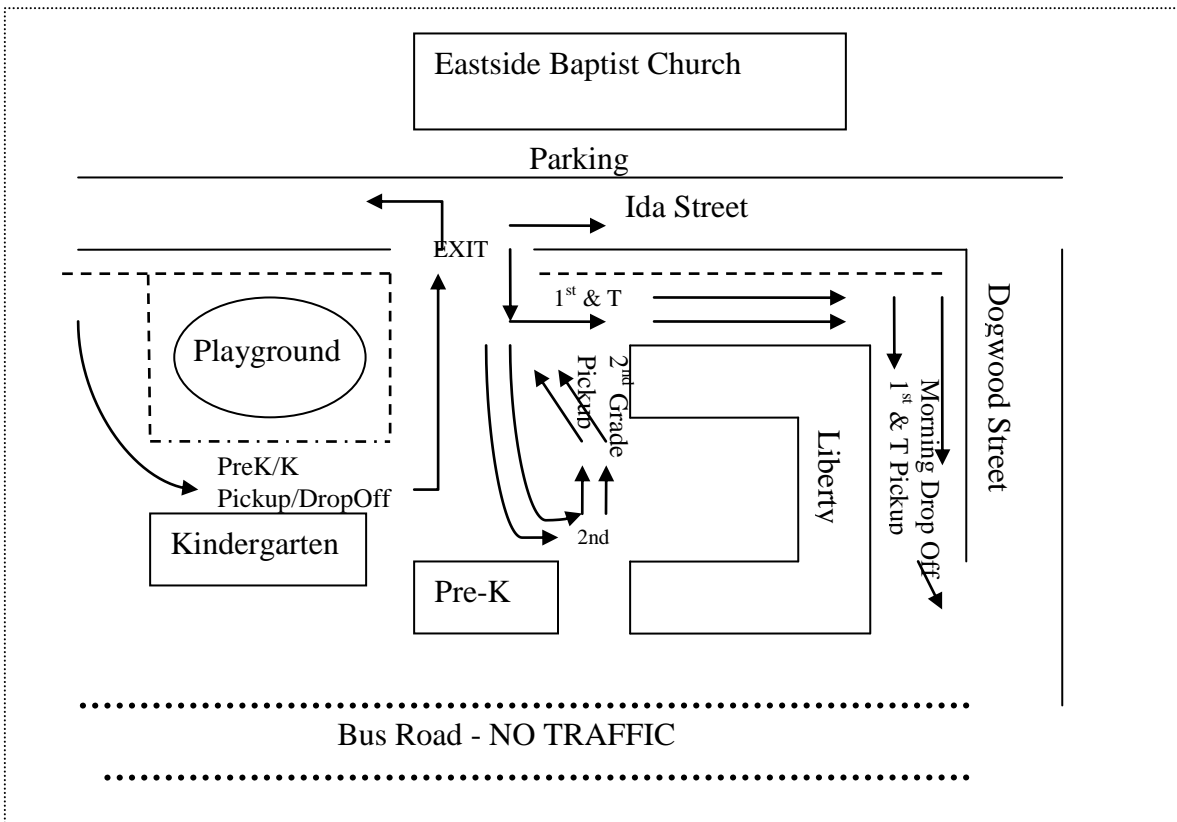 Eastside Baptist Church
Parking
Ida Street
EXIT
1st & T
Playground
2nd Grade
Pickup
Liberty
1st & T Pickup
Morning Drop Off
Dogwood Street
PreK/K
Pickup/DropOff
Kindergarten
2nd
Pre-K
Bus Road - NO TRAFFIC